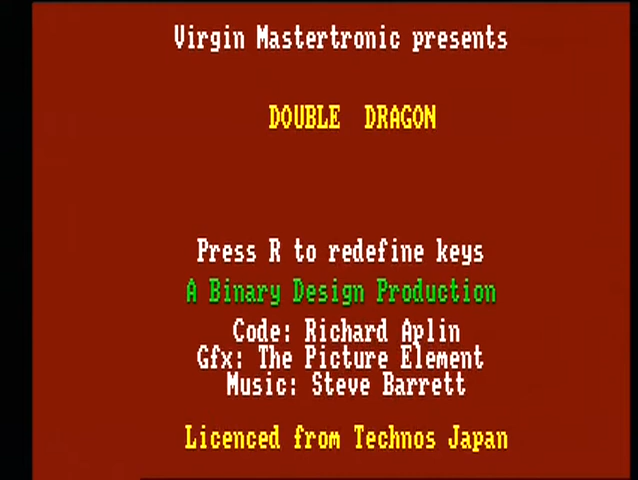 Virgin Mastertronic presents
DOUBLE DRAGON
Press R to redefine keys
A Binary Design Production
Code: Richard Aplin
Gfx: The Picture Element
Music: Steve Barrett
Licenced from Technos Japan